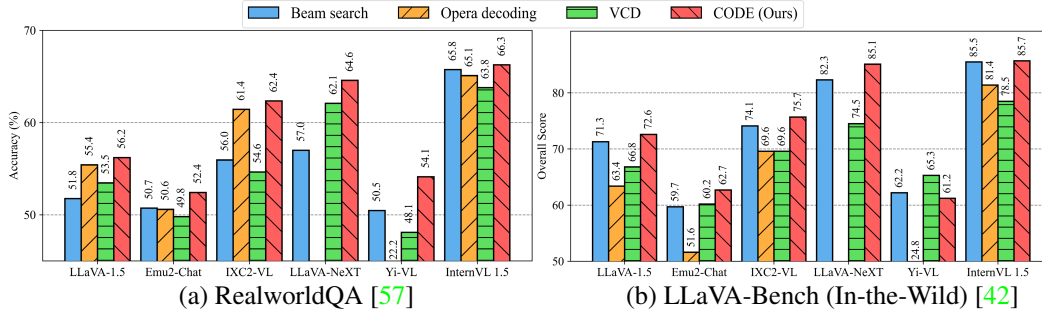 Beam search Opera decoding VCD CODE (Ours)
Accuracy (%)
70
60
50
51.8 55.4 53.5 56.2
50.7 50.6 49.8 52.4
56.0 61.4 54.6 62.4
57.0 62.1 64.6
50.5 22.2 48.1 54.1
65.8 65.1 63.8 66.3
LLaVA-1.5 Emu2-Chat IXC2-VL LLaVA-NeXT Yi-VL InternVL 1.5
(a) RealworldQA [57]
Overall Score
80
70
60
50
71.3 63.4 66.8 72.6
59.7 51.6 60.2 62.7
74.1 69.6 69.6 75.7
82.3 74.5 85.1
62.2 24.8 65.3 61.2
85.5 81.4 78.5 85.7
LLaVA-1.5 Emu2-Chat IXC2-VL LLaVA-NeXT Yi-VL InternVL 1.5
(b) LLaVA-Bench (In-the-Wild) [42]